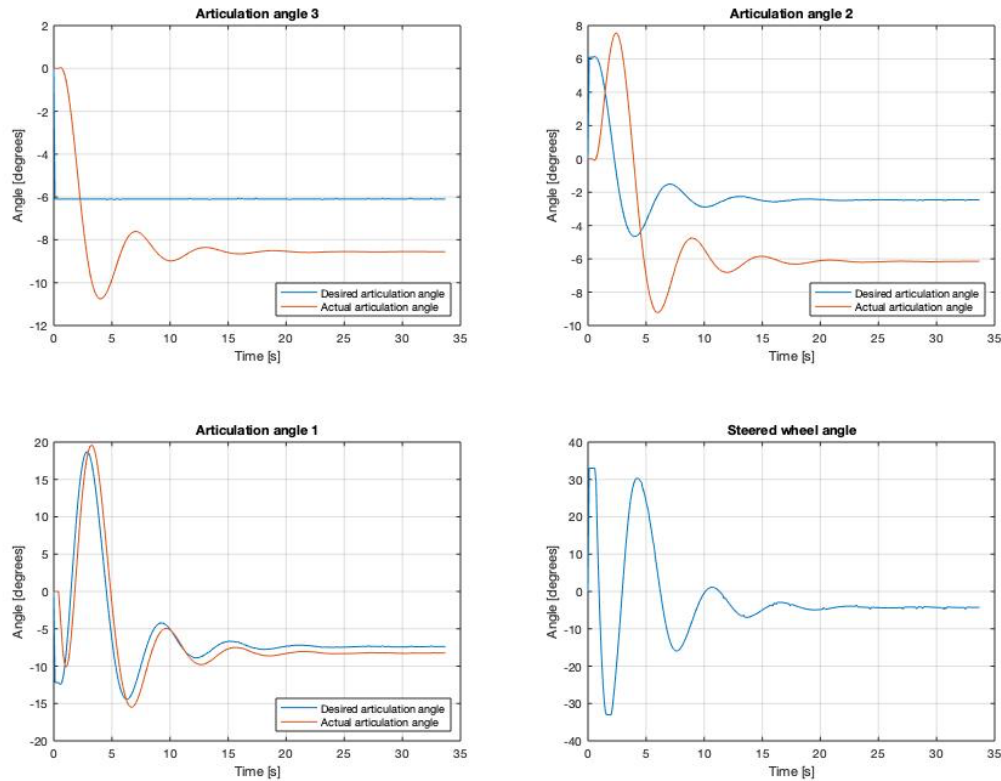 Articulation angle 3
2
0
-2
-4
-6
-8
-10
-12
Angle [degrees]
0 5 10 15 20 25 30 35
Time [s]
Desired articulation angle
Actual articulation angle
Articulation angle 2
8
6
4
2
0
-2
-4
-6
-8
-10
Angle [degrees]
0 5 10 15 20 25 30 35
Time [s]
Desired articulation angle
Actual articulation angle
Articulation angle 1
20
15
10
5
0
-5
-10
-15
-20
Angle [degrees]
0 5 10 15 20 25 30 35
Time [s]
Desired articulation angle
Actual articulation angle
Steered wheel angle
40
30
20
10
0
-10
-20
-30
-40
Angle [degrees]
0 5 10 15 20 25 30 35
Time [s]